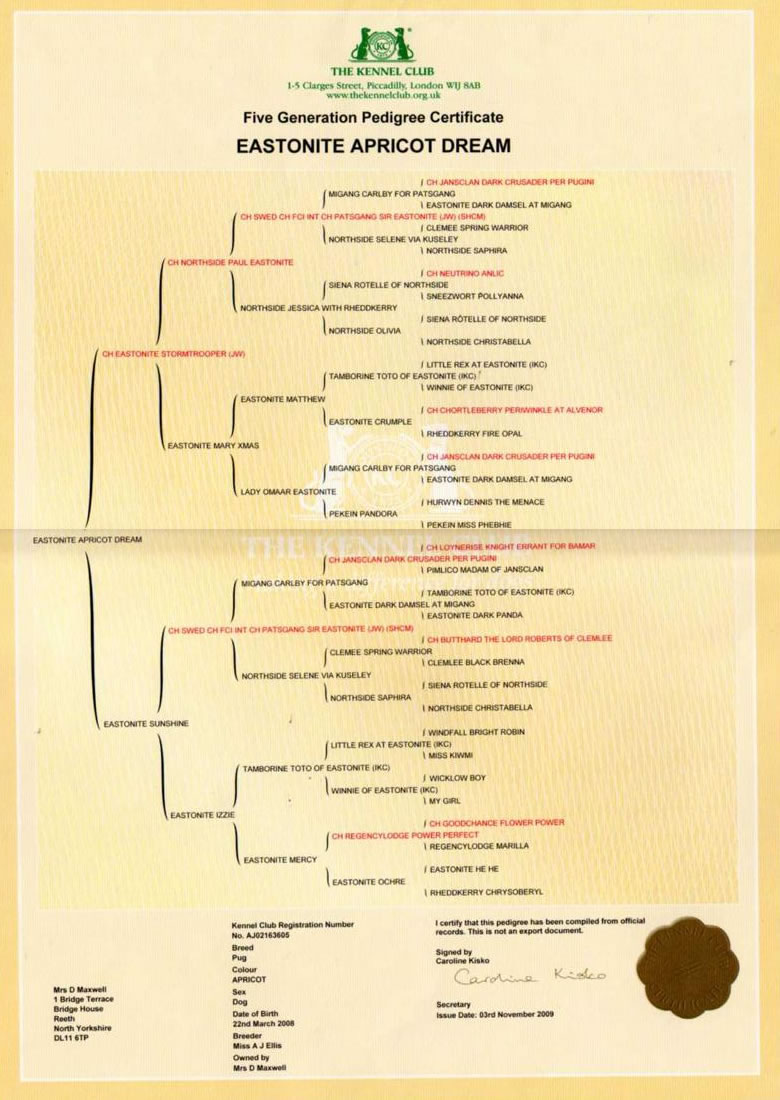 KC
THE KENNEL CLUB
1-5 Clarges Street, Piccadilly, London W1J 8AB
www.thekennelclub.org.uk
Five Generation Pedigree Certificate
EASTONITE APRICOT DREAM
CH JANSCLAN DARK CRUSADER PER PUGINI
MIGANG CARLBY FOR PATSGANG
EASTONITE DARK DAMSEL AT MIGANG
CH SWED CH FCI INT CH PATSGANG SIR EASTONITE (JW) (SHCM)
CLEMEE SPRING WARRIOR
NORTHSIDE SELENE VIA KUSELEY
NORTHSIDE SAPHIRA
CH NORTHSIDE PAUL EASTONITE
CH NEUTRINO ANLIC
SIENA ROTELLE OF NORTHSIDE
SNEEZWORT POLLYANNA
NORTHSIDE JESSICA WITH RHEDDKERRY
SIENA ROTELLE OF NORTHSIDE
NORTHSIDE OLIVIA
NORTHSIDE CHRISTABELLA
CH EASTONITE STORMTROOPER (JW)
LITTLE REX AT EASTONITE (IKC)
TAMBORINE TOTO OF EASTONITE (IKC)
WINNIE OF EASTONITE (IKC)
EASTONITE MATTHEW
CH CHORTLEBERRY PERIWINKLE AT ALVENOR
EASTONITE CRUMPLE
RHEDDKERRY FIRE OPAL
EASTONITE MARY XMAS
CH JANSCLAN DARK CRUSADER PER PUGINI
MIGANG CARLBY FOR PATSGANG
EASTONITE DARK DAMSEL AT MIGANG
LADY OMAAR EASTONITE
HURWYN DENNIS THE MENACE
PEKEIN PANDORA
PEKEIN MISS PHEBHIE
EASTONITE APRICOT DREAM
THE KENNEL
CH LOYNERISE KNIGHT ERRANT FOR BAMAR
CH JANSCLAN DARK CRUSADER PER PUGINI
PIMLICO MADAM OF JANSCLAN
MIGANG CARLBY FOR PATSGANG
TAMBORINE TOTO OF EASTONITE (IKC)
EASTONITE DARK DAMSEL AT MIGANG
EASTONITE DARK PANDA
CH SWED CH FCI INT CH PATSGANG SIR EASTONITE (JW) (SHCM)
CH BUTTHARD THE LORD ROBERTS OF CLEMLEE
CLEMEE SPRING WARRIOR
CLEMLEE BLACK BRENNA
NORTHSIDE SELENE VIA KUSELEY
SIENA ROTELLE OF NORTHSIDE
NORTHSIDE SAPHIRA
NORTHSIDE CHRISTABELLA
EASTONITE SUNSHINE
WINDFALL BRIGHT ROBIN
LITTLE REX AT EASTONITE (IKC)
MISS KIWMI
TAMBORINE TOTO OF EASTONITE (IKC)
WICKLOW BOY
WINNIE OF EASTONITE (IKC)
MY GIRL
EASTONITE IZZIE
CH GOODCHANCE FLOWER POWER
CH REGENCYLODGE POWER PERFECT
REGENCYLODGE MARILLA
EASTONITE MERCY
EASTONITE HE HE
EASTONITE OCHRE
RHEDDKERRY CHRYSOBERYL
Mrs D Maxwell
1 Bridge Terrace
Bridge House
Reeth
North Yorkshire
DL11 6TP
Kennel Club Registration Number
No. AJ02163605
Breed
Pug
Colour
APRICOT
Sex
Dog
Date of Birth
22nd March 2008
Breeder
Miss A J Ellis
Owned by
Mrs D Maxwell
I certify that this pedigree has been compiled from official
records. This is not an export document.
Signed by
Caroline Kisko
Caroline Kisko
Secretary
Issue Date: 03rd November 2009